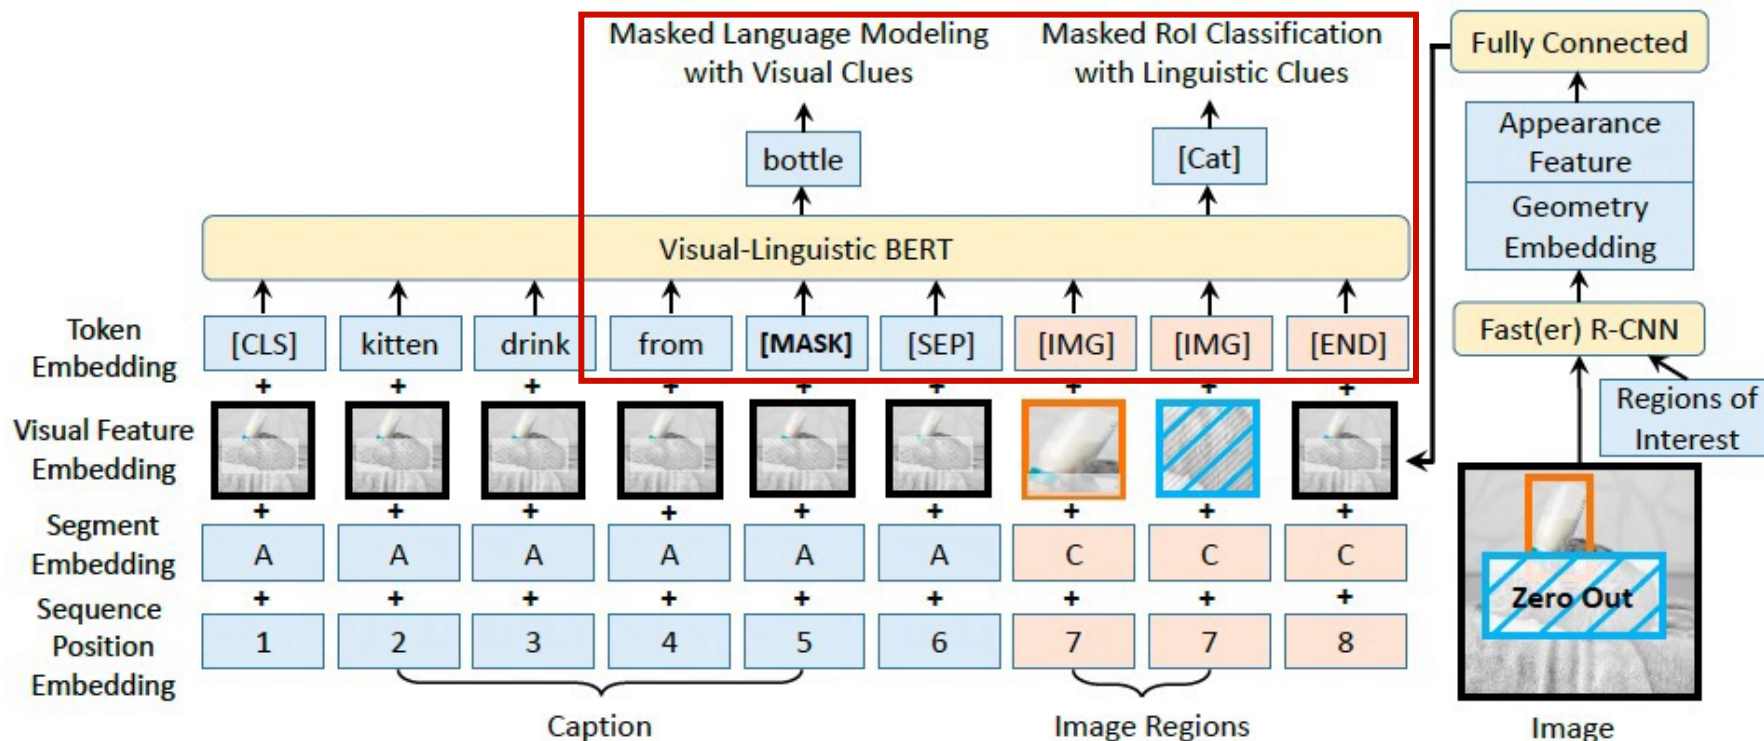 Masked Language Modeling
with Visual Clues
Masked RoI Classification
with Linguistic Clues
Fully Connected
bottle
[Cat]
Appearance
Feature
Geometry
Embedding
Visual-Linguistic BERT
Fast(er) R-CNN
Regions of
Interest
Token
Embedding
[CLS] kitten drink from [MASK] [SEP] [IMG] [IMG] [END]
+ + + + + + + + +
Visual Feature
Embedding
+ + + + + + + + +
Segment
Embedding
A A A A A A C C C
+ + + + + + + + +
Sequence
Position
Embedding
1 2 3 4 5 6 7 7 8
Zero Out
Caption
Image Regions
Image